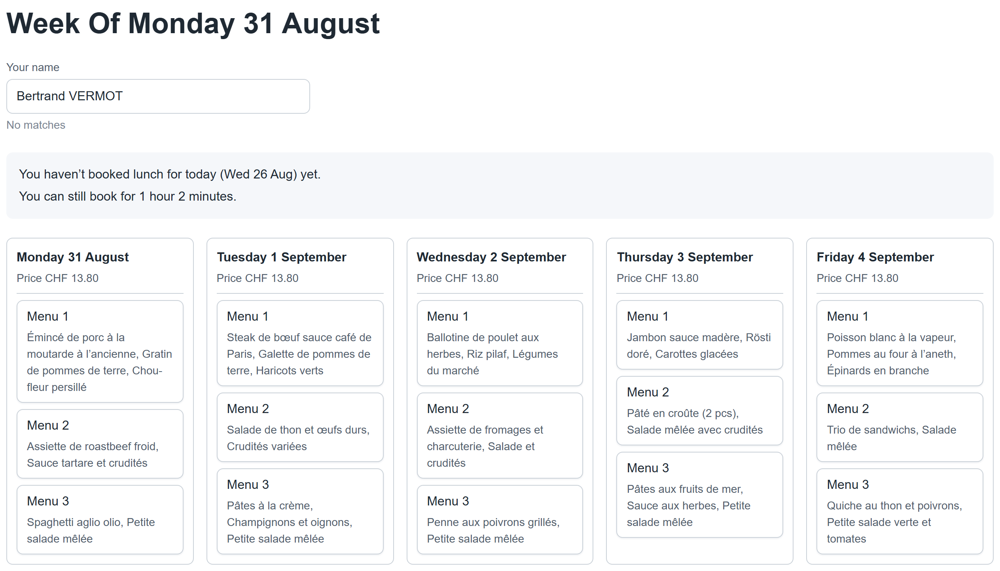 Week Of Monday 31 August
Your name
Bertrand VERMOT
No matches
You haven’t booked lunch for today (Wed 26 Aug) yet.
You can still book for 1 hour 2 minutes.
Monday 31 August
Price CHF 13.80
Menu 1
Émincé de porc à la
moutarde à l’ancienne, Gratin
de pommes de terre, Chou-
fleur persillé
Menu 2
Assiette de roastbeef froid,
Sauce tartare et crudités
Menu 3
Spaghetti aglio olio, Petite
salade mêlée
Tuesday 1 September
Price CHF 13.80
Menu 1
Steak de bœuf sauce café de
Paris, Galette de pommes de
terre, Haricots verts
Menu 2
Salade de thon et œufs durs,
Crudités variées
Menu 3
Pâtes à la crème,
Champignons et oignons,
Petite salade mêlée
Wednesday 2 September
Price CHF 13.80
Menu 1
Ballotine de poulet aux
herbes, Riz pilaf, Légumes
du marché
Menu 2
Assiette de fromages et
charcuterie, Salade et
crudités
Menu 3
Penne aux poivrons grillés,
Petite salade mêlée
Thursday 3 September
Price CHF 13.80
Menu 1
Jambon sauce madère, Rösti
doré, Carottes glacées
Menu 2
Pâté en croûte (2 pcs),
Salade mêlée avec crudités
Menu 3
Pâtes aux fruits de mer,
Sauce aux herbes, Petite
salade mêlée
Friday 4 September
Price CHF 13.80
Menu 1
Poisson blanc à la vapeur,
Pommes au four à l’aneth,
Épinards en branche
Menu 2
Trio de sandwichs, Salade
mêlée
Menu 3
Quiche au thon et poivrons,
Petite salade verte et
tomates